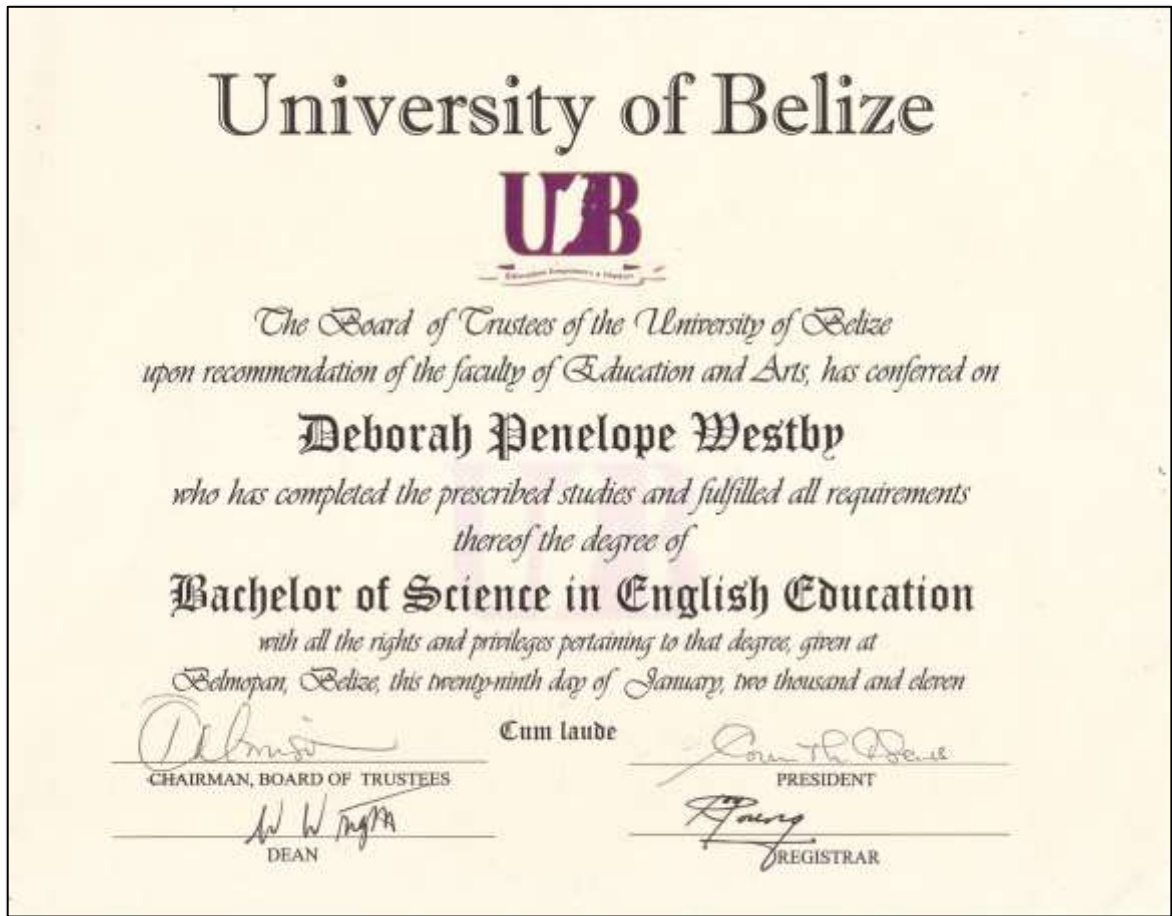 University of Belize
UB
Education Empowers a Nation
The Board of Trustees of the University of Belize
upon recommendation of the faculty of Education and Arts, has conferred on
Deborah Penelope Westby
who has completed the prescribed studies and fulfilled all requirements
thereof the degree of
Bachelor of Science in English Education
with all the rights and privileges pertaining to that degree, given at
Belmopan, Belize, this twenty-ninth day of January, two thousand and eleven
Cum laude
CHAIRMAN, BOARD OF TRUSTEES
PRESIDENT
DEAN
REGISTRAR